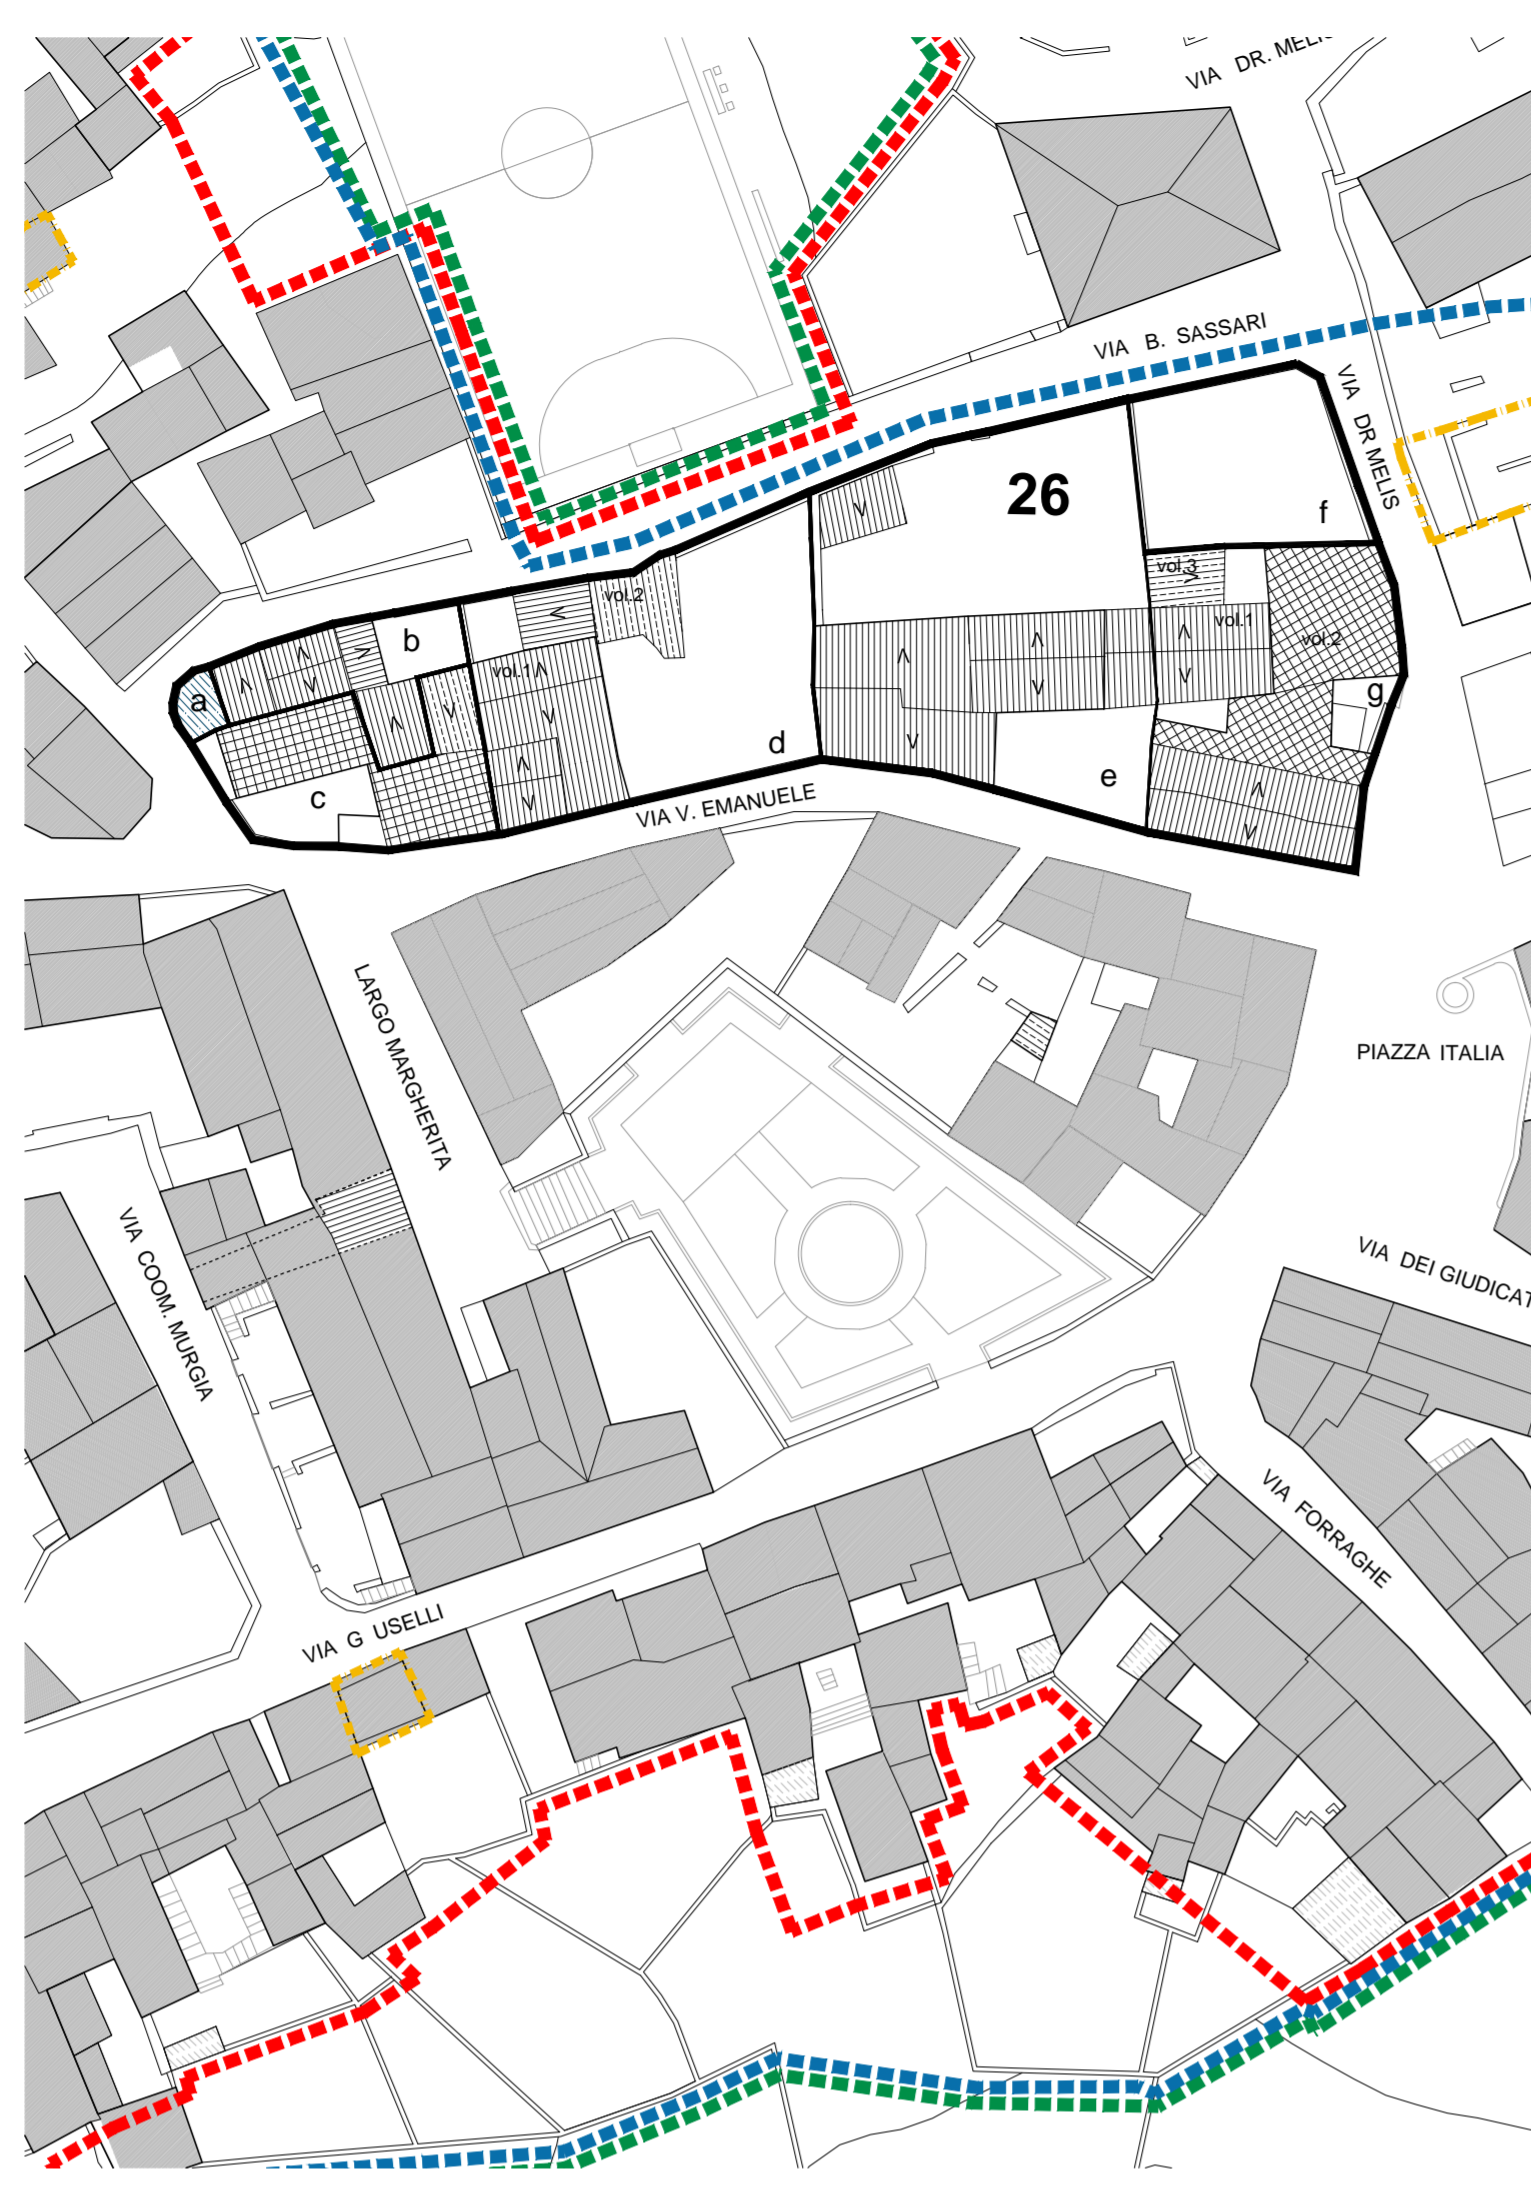 VIA DR. MELIS
VIA B. SASSARI
VIA DR MELIS
26
f
vol.3
vol.2
b
vol.1
vol.1
vol.2
a
g
d
e
c
VIA V. EMANUELE
LARGO MARGHERITA
PIAZZA ITALIA
VIA COOM. MURGIA
VIA DEI GIUDICAT
VIA FORRAGHE
VIA G USELLI